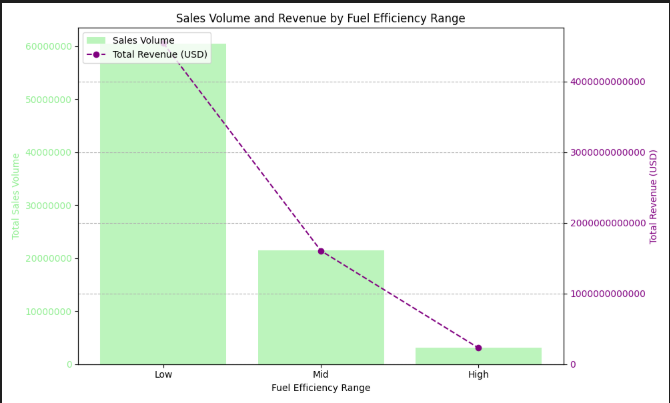 Sales Volume and Revenue by Fuel Efficiency Range
Sales Volume
Total Revenue (USD)
60000000
50000000
40000000
30000000
20000000
10000000
0
Total Sales Volume
4000000000000
3000000000000
2000000000000
1000000000000
0
Total Revenue (USD)
Low
Mid
High
Fuel Efficiency Range